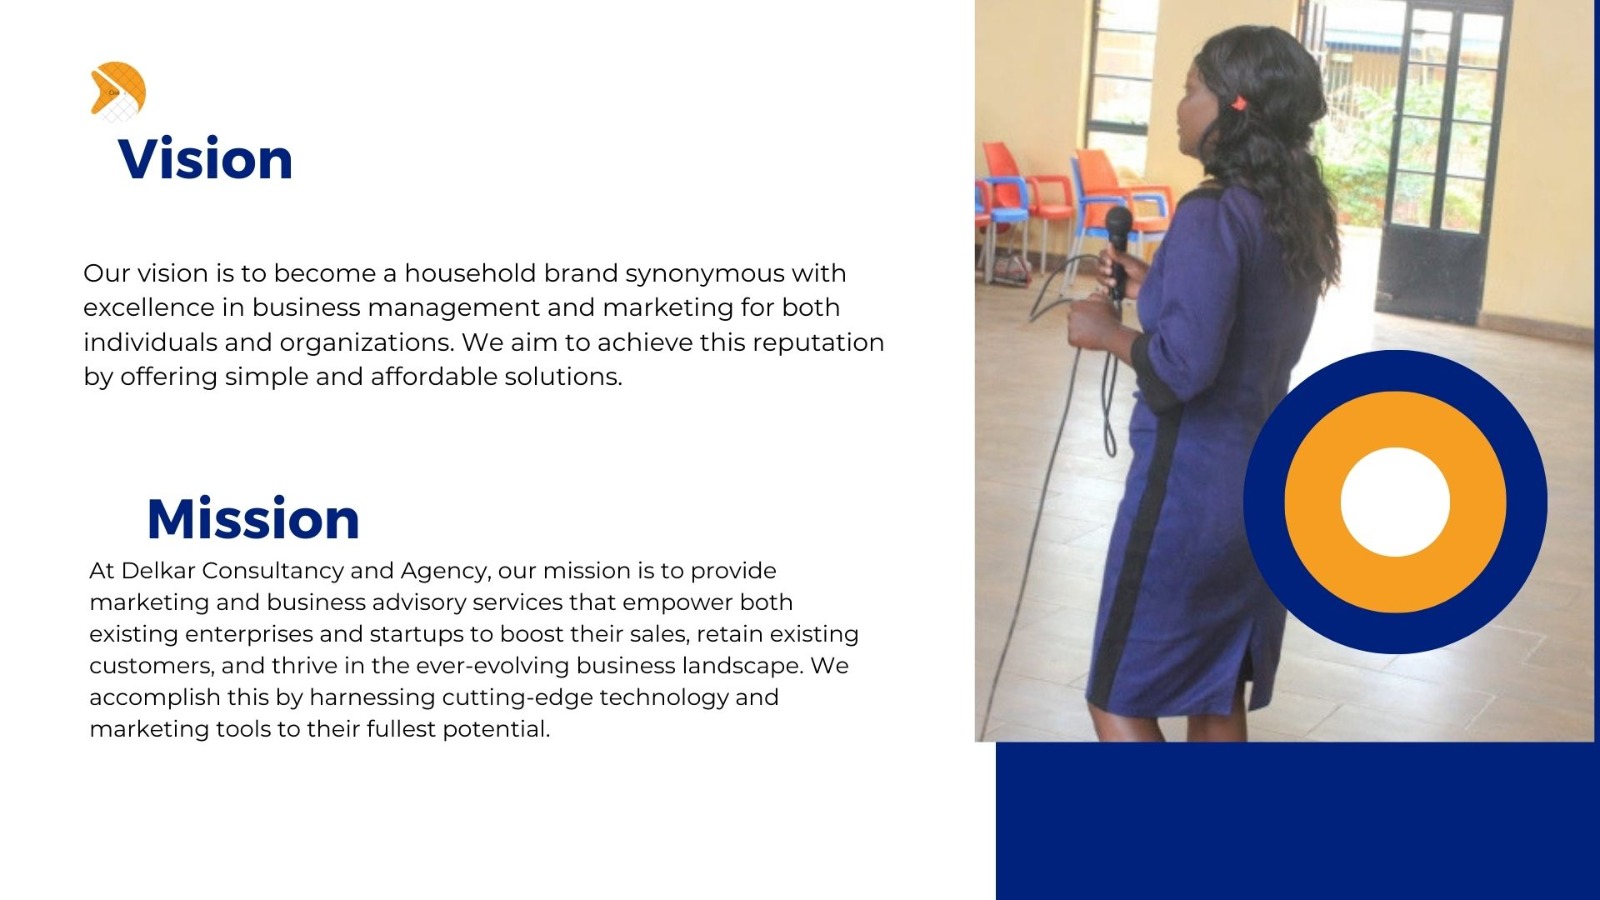 Vision
Our vision is to become a household brand synonymous with
excellence in business management and marketing for both
individuals and organizations. We aim to achieve this reputation
by offering simple and affordable solutions.
Mission
At Delkar Consultancy and Agency, our mission is to provide
marketing and business advisory services that empower both
existing enterprises and startups to boost their sales, retain existing
customers, and thrive in the ever-evolving business landscape. We
accomplish this by harnessing cutting-edge technology and
marketing tools to their fullest potential.